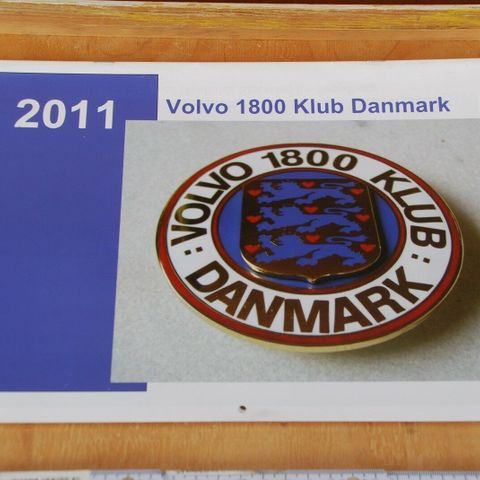 2011
Volvo 1800 Klub Danmark
: VOLVO 1800 KLUB :
DANMARK